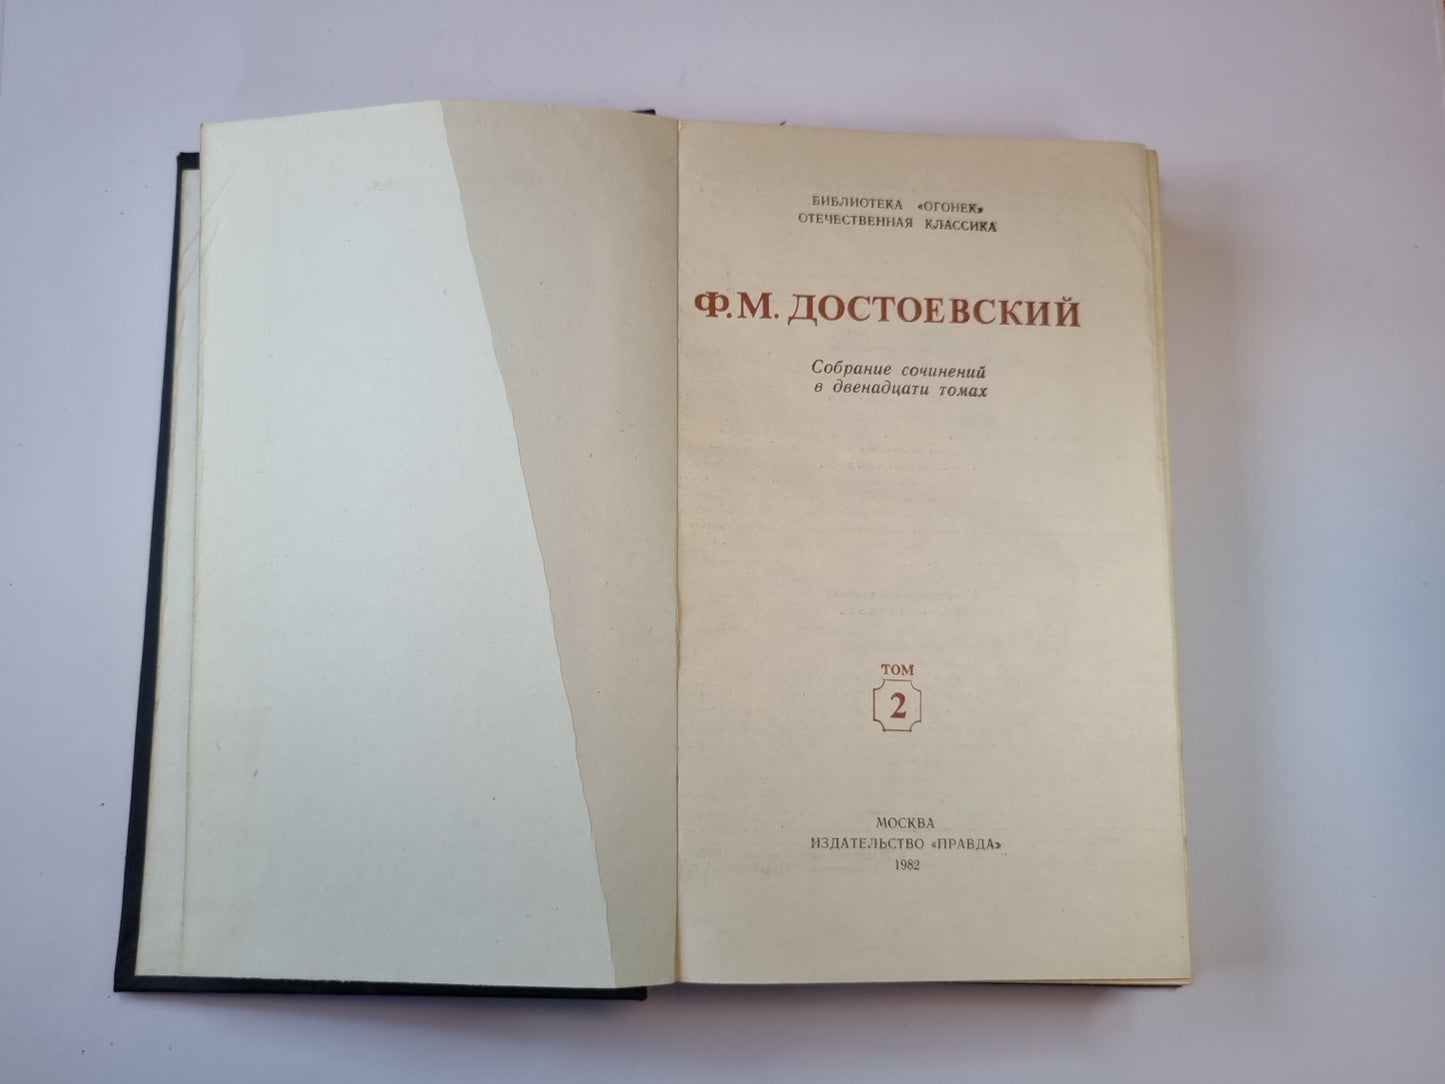 БИБЛИОТЕКА «ОГОНЕК»
ОТЕЧЕСТВЕННАЯ КЛАССИКА
Ф.М. ДОСТОЕВСКИЙ
Собрание сочинений
в двенадцати томах
ТОМ
2
МОСКВА
ИЗДАТЕЛЬСТВО «ПРАВДА»
1982